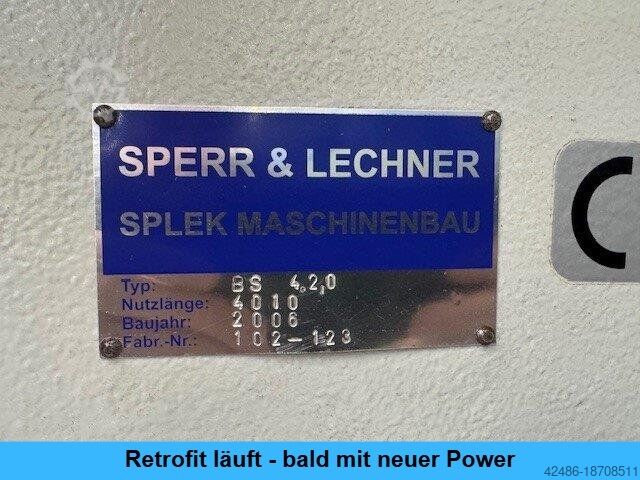 SPERR & LECHNER
SPLEK MASCHINENBAU
Typ: BS 4.2,0
Nutzlänge: 4010
Baujahr: 2006
Fabr.-Nr.: 102-123
Retrofit läuft - bald mit neuer Power
42486-18708511